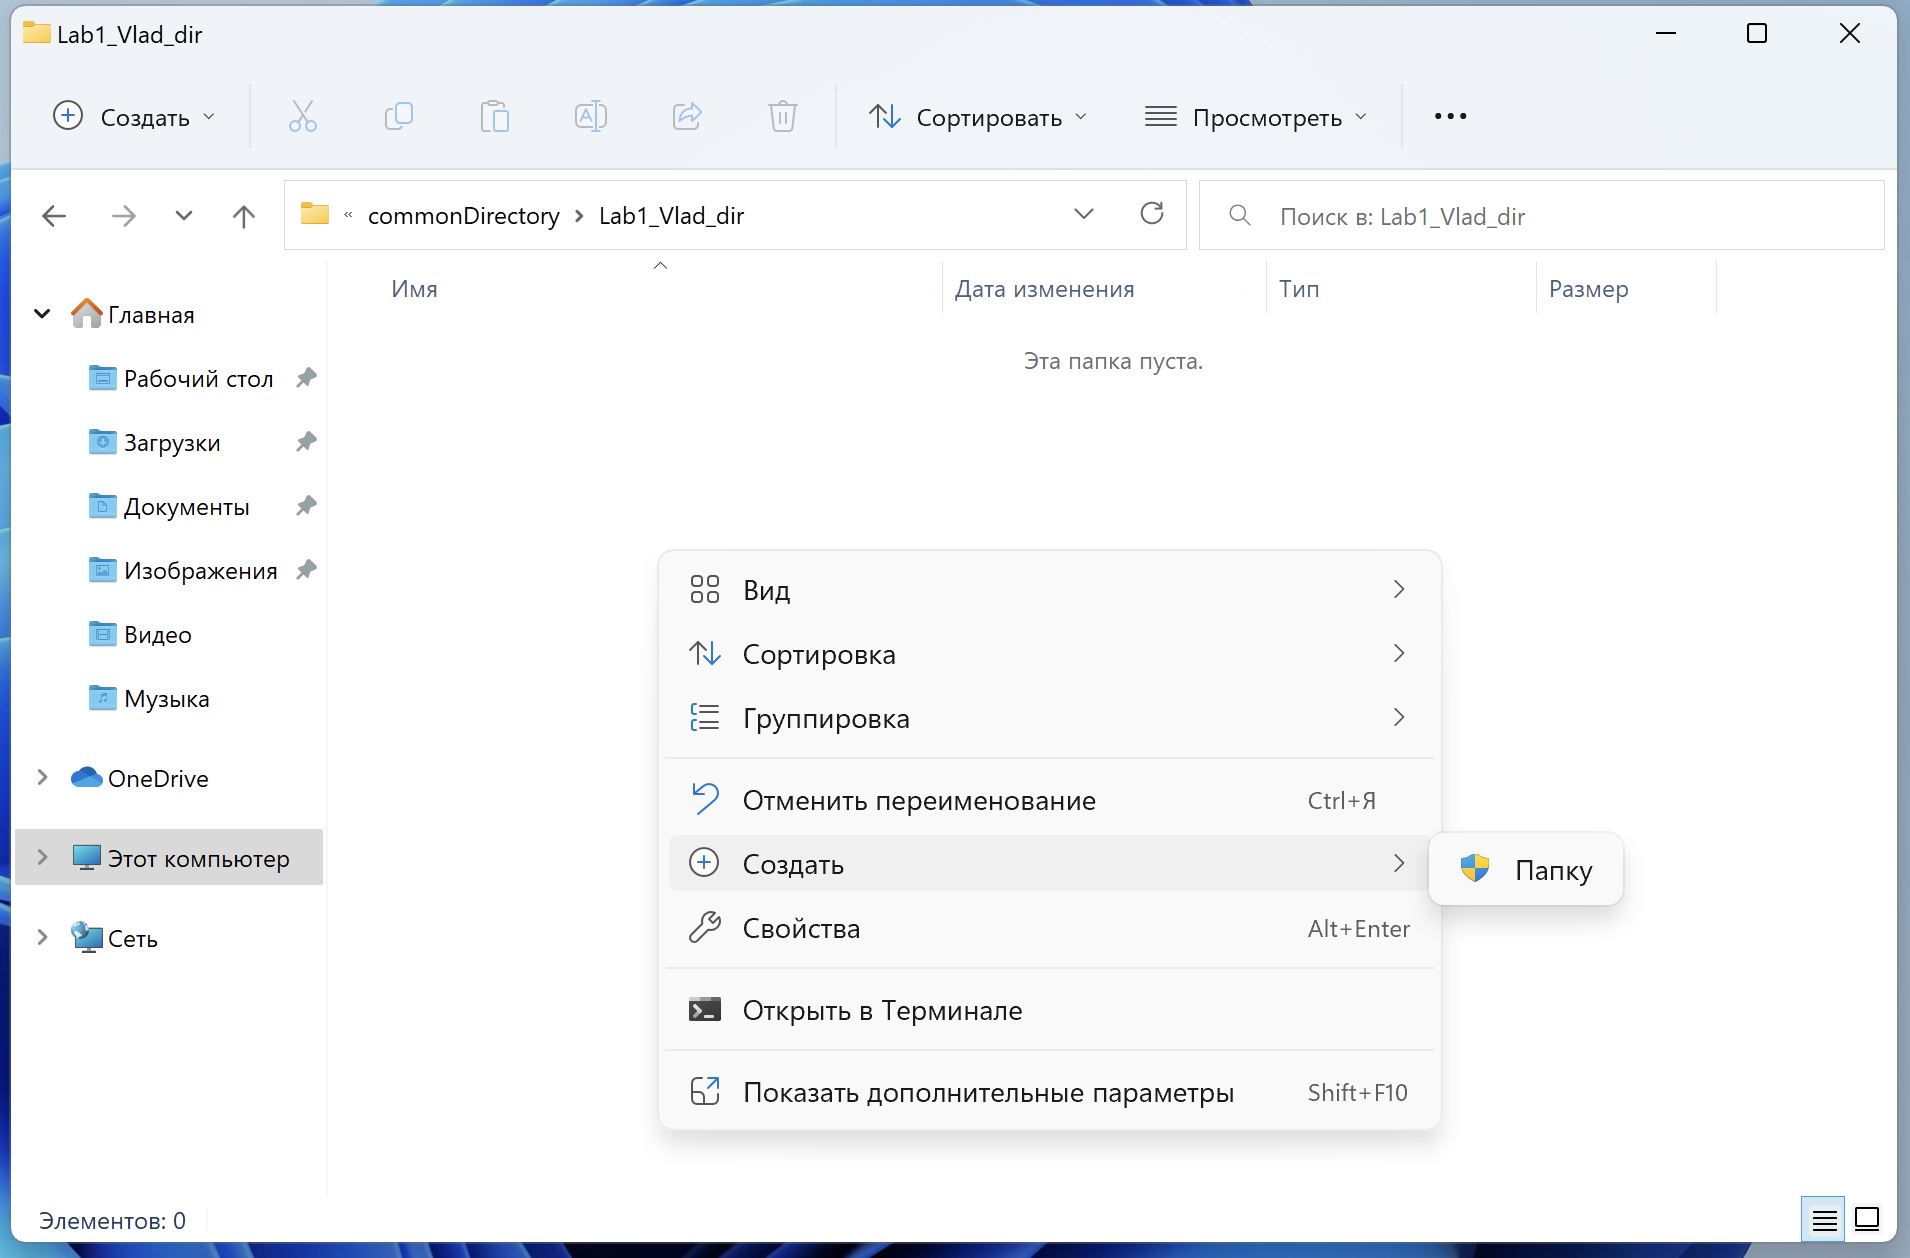 Lab1_Vlad_dir
Создать
Сортировать
Просмотреть
« commonDirectory › Lab1_Vlad_dir
Поиск в: Lab1_Vlad_dir
Имя
Дата изменения
Тип
Размер
Эта папка пуста.
Главная
Рабочий стол
Загрузки
Документы
Изображения
Видео
Музыка
OneDrive
Этот компьютер
Сеть
Вид
Сортировка
Группировка
Отменить переименование Ctrl+Я
Создать
Папку
Свойства Alt+Enter
Открыть в Терминале
Показать дополнительные параметры Shift+F10
Элементов: 0